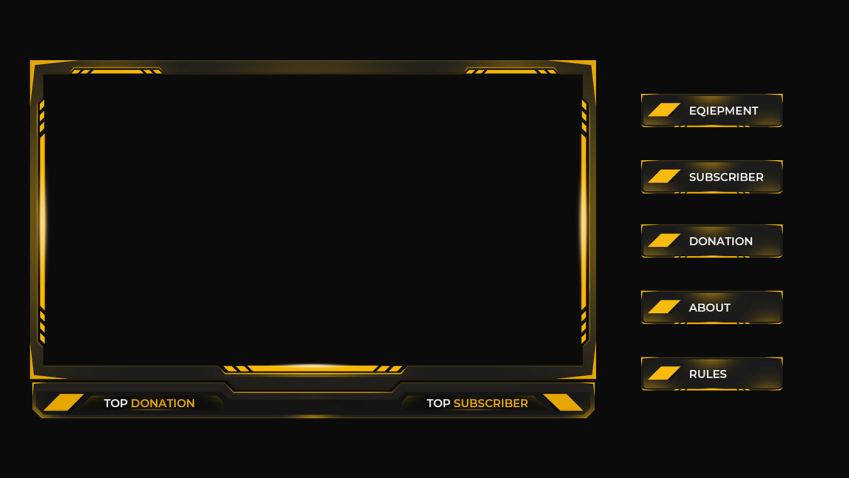 EQIEPMENT
SUBSCRIBER
DONATION
ABOUT
RULES
TOP DONATION
TOP SUBSCRIBER